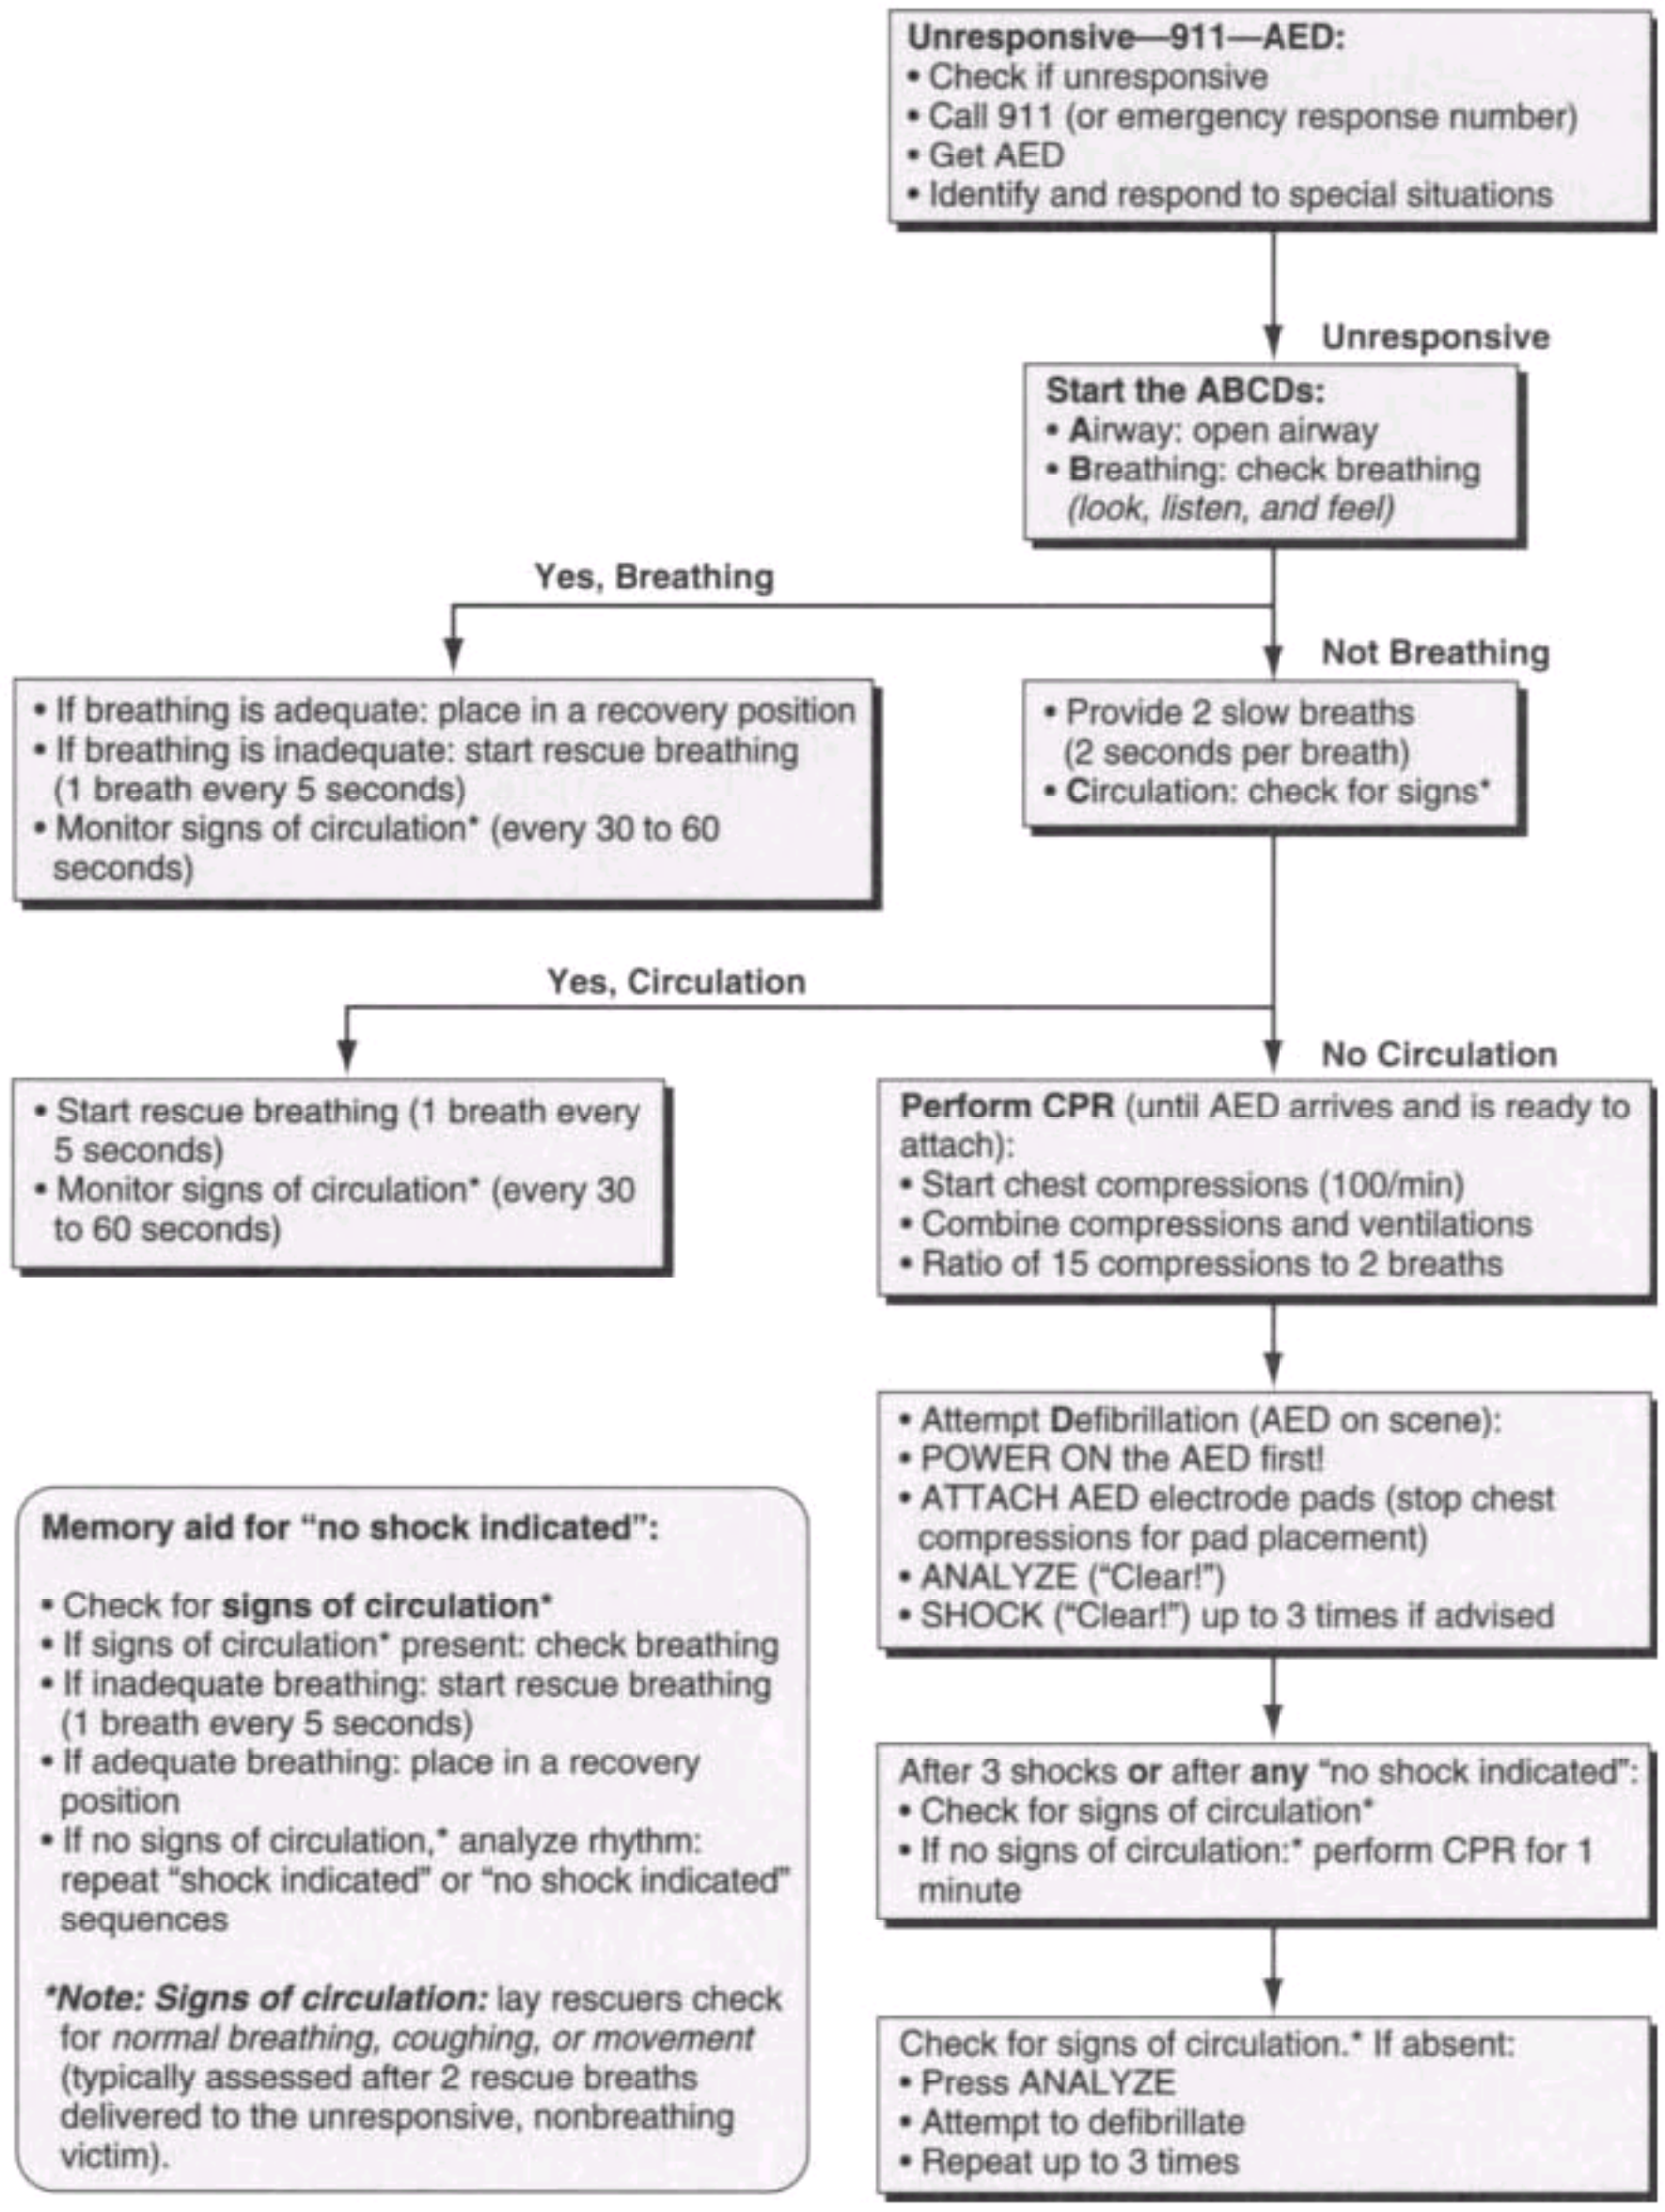 Unresponsive—911—AED:
• Check if unresponsive
• Call 911 (or emergency response number)
• Get AED
• Identify and respond to special situations
Unresponsive
Start the ABCDs:
• Airway: open airway
• Breathing: check breathing
(look, listen, and feel)
Yes, Breathing
Not Breathing
• If breathing is adequate: place in a recovery position
• If breathing is inadequate: start rescue breathing
(1 breath every 5 seconds)
• Monitor signs of circulation* (every 30 to 60
seconds)
• Provide 2 slow breaths
(2 seconds per breath)
• Circulation: check for signs*
Yes, Circulation
No Circulation
• Start rescue breathing (1 breath every
5 seconds)
• Monitor signs of circulation* (every 30
to 60 seconds)
Perform CPR (until AED arrives and is ready to
attach):
• Start chest compressions (100/min)
• Combine compressions and ventilations
• Ratio of 15 compressions to 2 breaths
• Attempt Defibrillation (AED on scene):
• POWER ON the AED first!
• ATTACH AED electrode pads (stop chest
compressions for pad placement)
• ANALYZE (“Clear!”)
• SHOCK (“Clear!”) up to 3 times if advised
After 3 shocks or after any “no shock indicated”:
• Check for signs of circulation*
• If no signs of circulation:* perform CPR for 1
minute
Check for signs of circulation.* If absent:
• Press ANALYZE
• Attempt to defibrillate
• Repeat up to 3 times
Memory aid for “no shock indicated”:
• Check for signs of circulation*
• If signs of circulation* present: check breathing
• If inadequate breathing: start rescue breathing
(1 breath every 5 seconds)
• If adequate breathing: place in a recovery
position
• If no signs of circulation,* analyze rhythm:
repeat “shock indicated” or “no shock indicated”
sequences
*Note: Signs of circulation: lay rescuers check
for normal breathing, coughing, or movement
(typically assessed after 2 rescue breaths
delivered to the unresponsive, nonbreathing
victim).